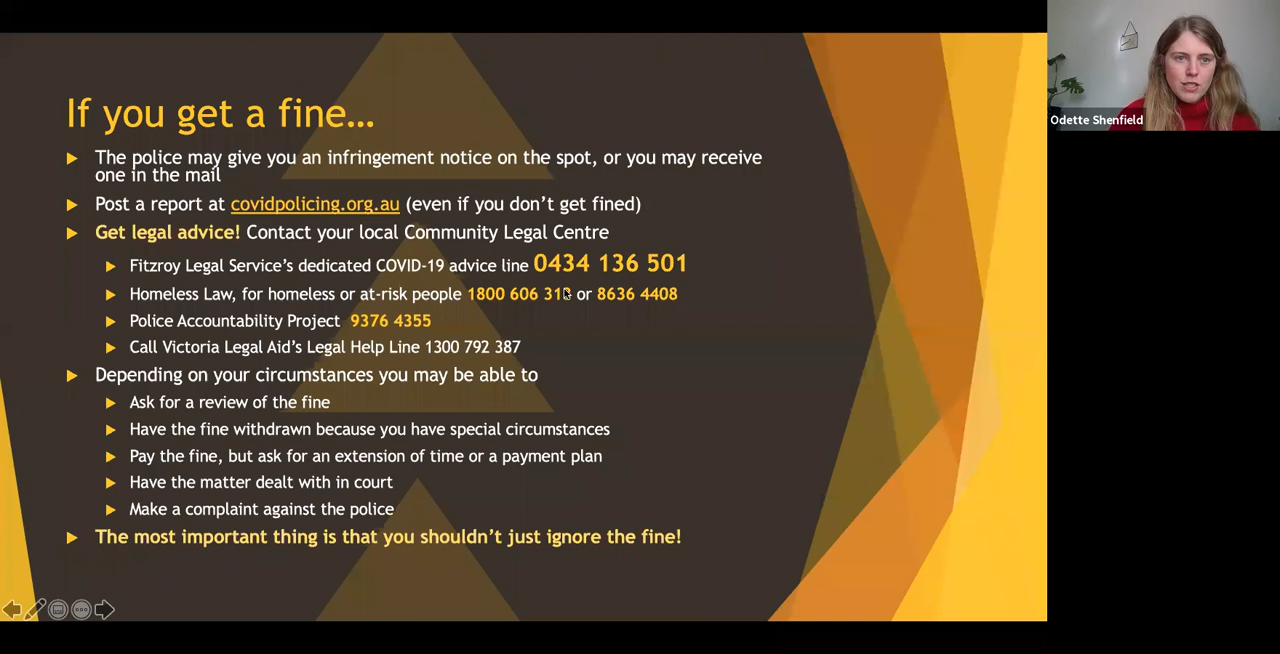 If you get a fine…
The police may give you an infringement notice on the spot, or you may receive
one in the mail
Post a report at covidpolicing.org.au (even if you don't get fined)
Get legal advice! Contact your local Community Legal Centre
Fitzroy Legal Service's dedicated COVID-19 advice line 0434 136 501
Homeless Law, for homeless or at-risk people 1800 606 or 8636 4408
Police Accountability Project 9376 4355
Call Victoria Legal Aid's Legal Help Line 1300 792 387
Depending on your circumstances you may be able to
Ask for a review of the fine
Have the fine withdrawn because you have special circumstances
Pay the fine, but ask for an extension of time or a payment plan
Have the matter dealt with in court
Make a complaint against the police
The most important thing is that you shouldn't just ignore the fine!
Odette Shenfield